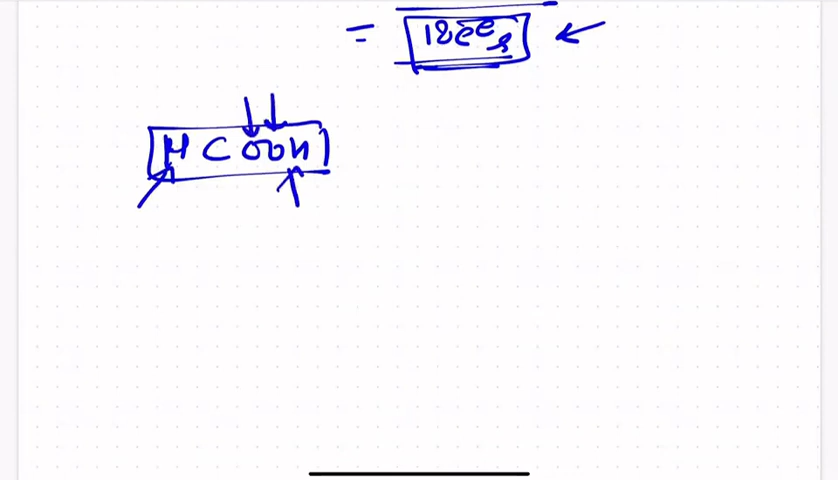 = 18e̅e̅s
HCOOH